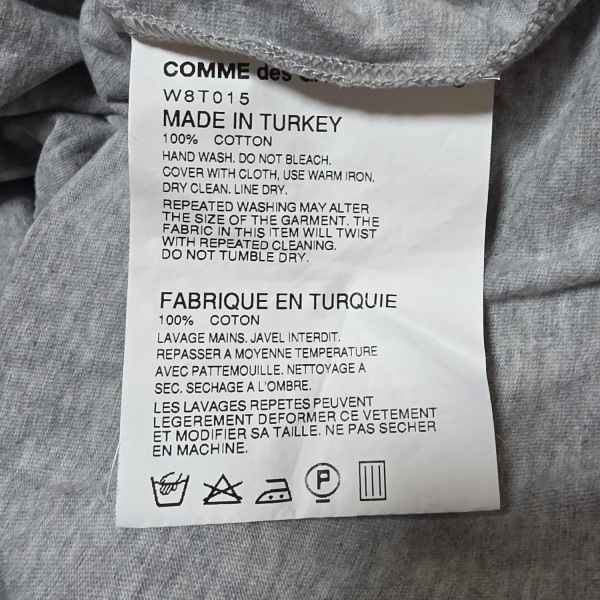 COMME des
W8T015
MADE IN TURKEY
100% COTTON
HAND WASH. DO NOT BLEACH.
COVER WITH CLOTH, USE WARM IRON.
DRY CLEAN. LINE DRY.
REPEATED WASHING MAY ALTER
THE SIZE OF THE GARMENT. THE
FABRIC IN THIS ITEM WILL TWIST
WITH REPEATED CLEANING.
DO NOT TUMBLE DRY.
FABRIQUE EN TURQUIE
100% COTON
LAVAGE MAINS. JAVEL INTERDIT.
REPASSER A MOYENNE TEMPERATURE
AVEC PATTEMOUILLE. NETTOYAGE A
SEC. SECHAGE A L'OMBRE.
LES LAVAGES REPETES PEUVENT
LEGEREMENT DEFORMER CE VETEMENT
ET MODIFIER SA TAILLE. NE PAS SECHER
EN MACHINE.
P